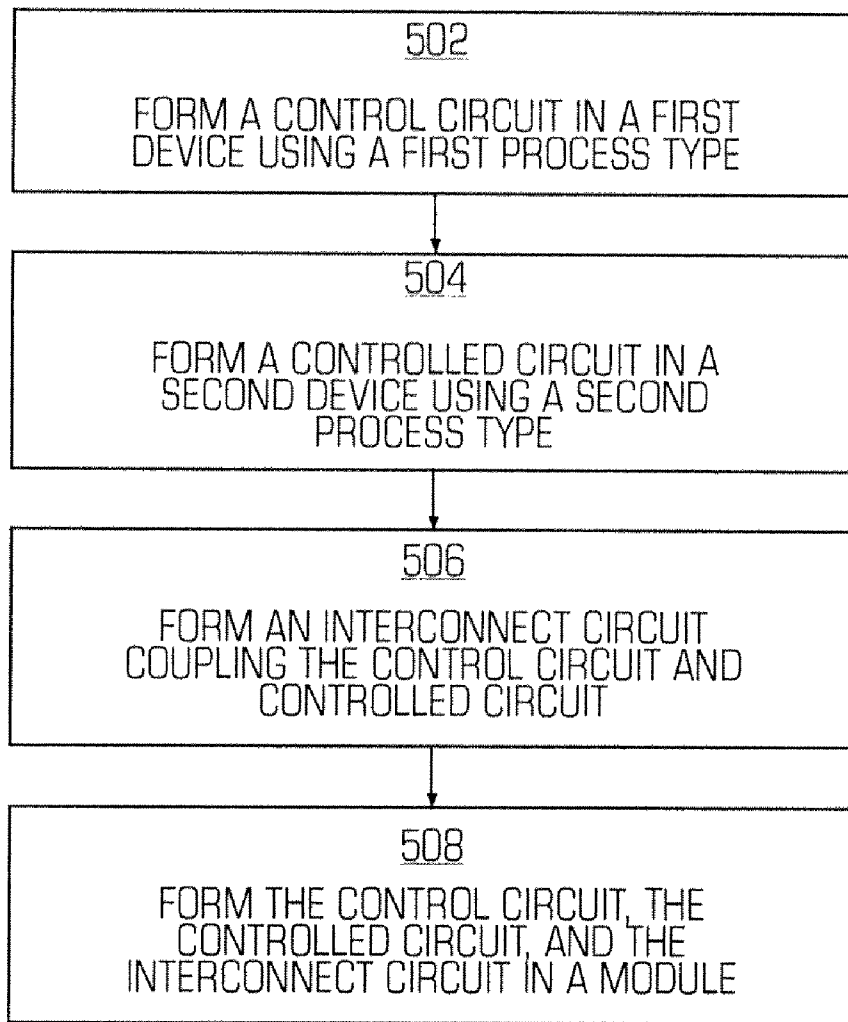 502
FORM A CONTROL CIRCUIT IN A FIRST
DEVICE USING A FIRST PROCESS TYPE
504
FORM A CONTROLLED CIRCUIT IN A
SECOND DEVICE USING A SECOND
PROCESS TYPE
506
FORM AN INTERCONNECT CIRCUIT
COUPLING THE CONTROL CIRCUIT AND
CONTROLLED CIRCUIT
508
FORM THE CONTROL CIRCUIT, THE
CONTROLLED CIRCUIT, AND THE
INTERCONNECT CIRCUIT IN A MODULE